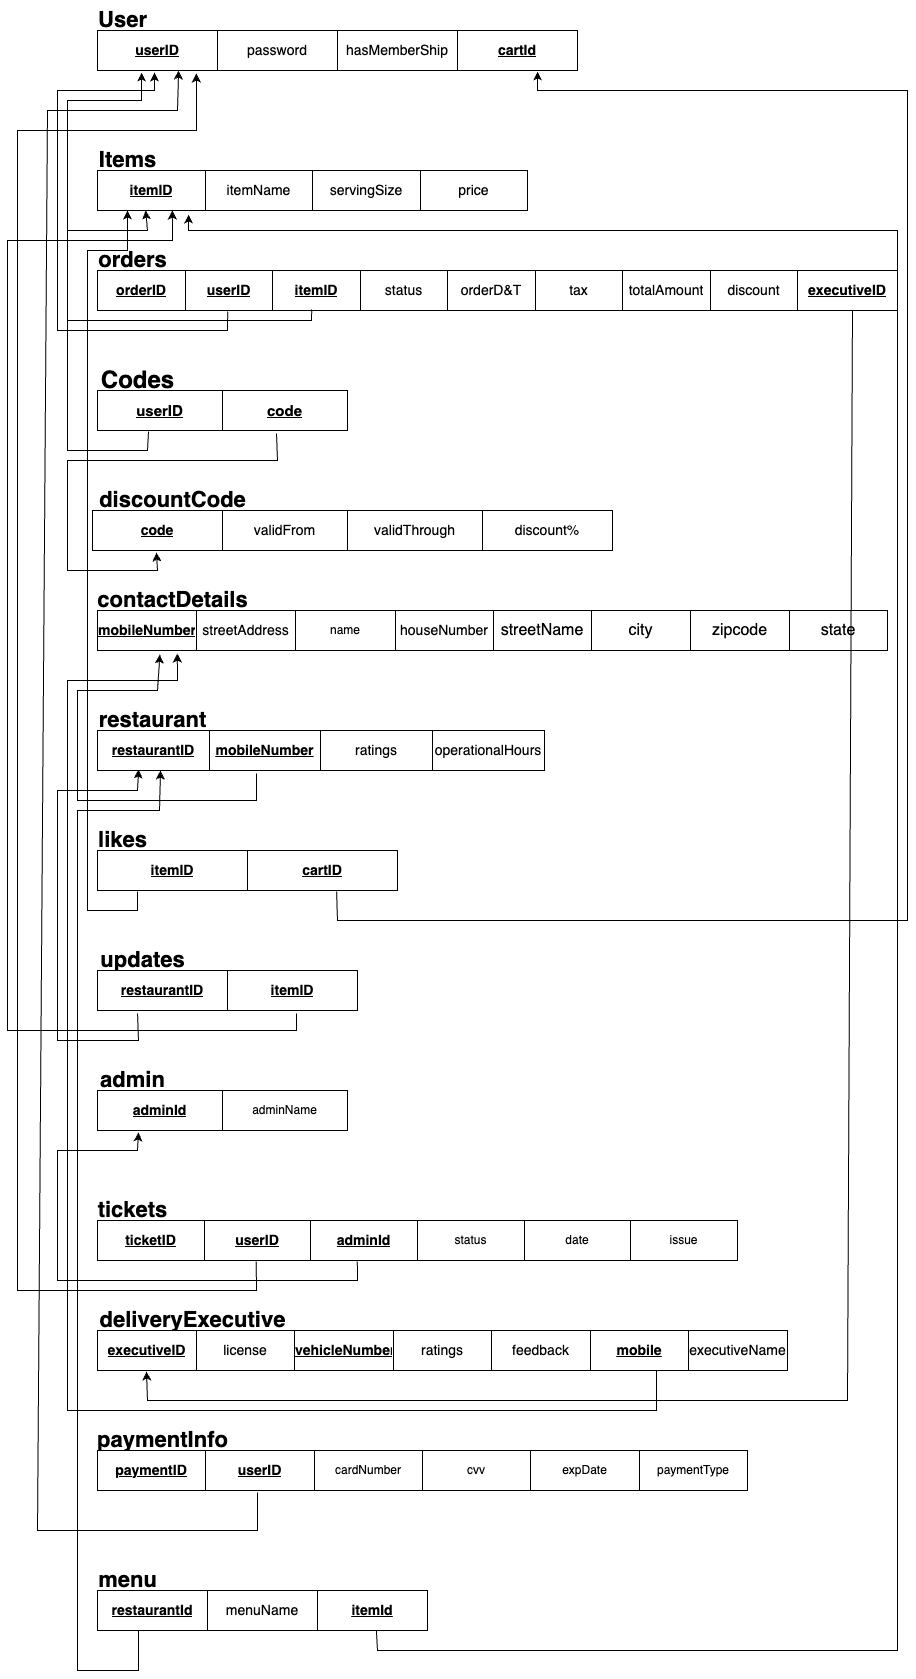 User
userID password hasMemberShip cartId
Items
itemID itemName servingSize price
orders
orderID userID itemID status orderD&T tax totalAmount discount executiveID
Codes
userID code
discountCode
code validFrom validThrough discount%
contactDetails
mobileNumber streetAddress name houseNumber streetName city zipcode state
restaurant
restaurantID mobileNumber ratings operationalHours
likes
itemID cartID
updates
restaurantID itemID
admin
adminId adminName
tickets
ticketID userID adminId status date issue
deliveryExecutive
executiveID license vehicleNumber ratings feedback mobile executiveName
paymentInfo
paymentID userID cardNumber cvv expDate paymentType
menu
restaurantId menuName itemId